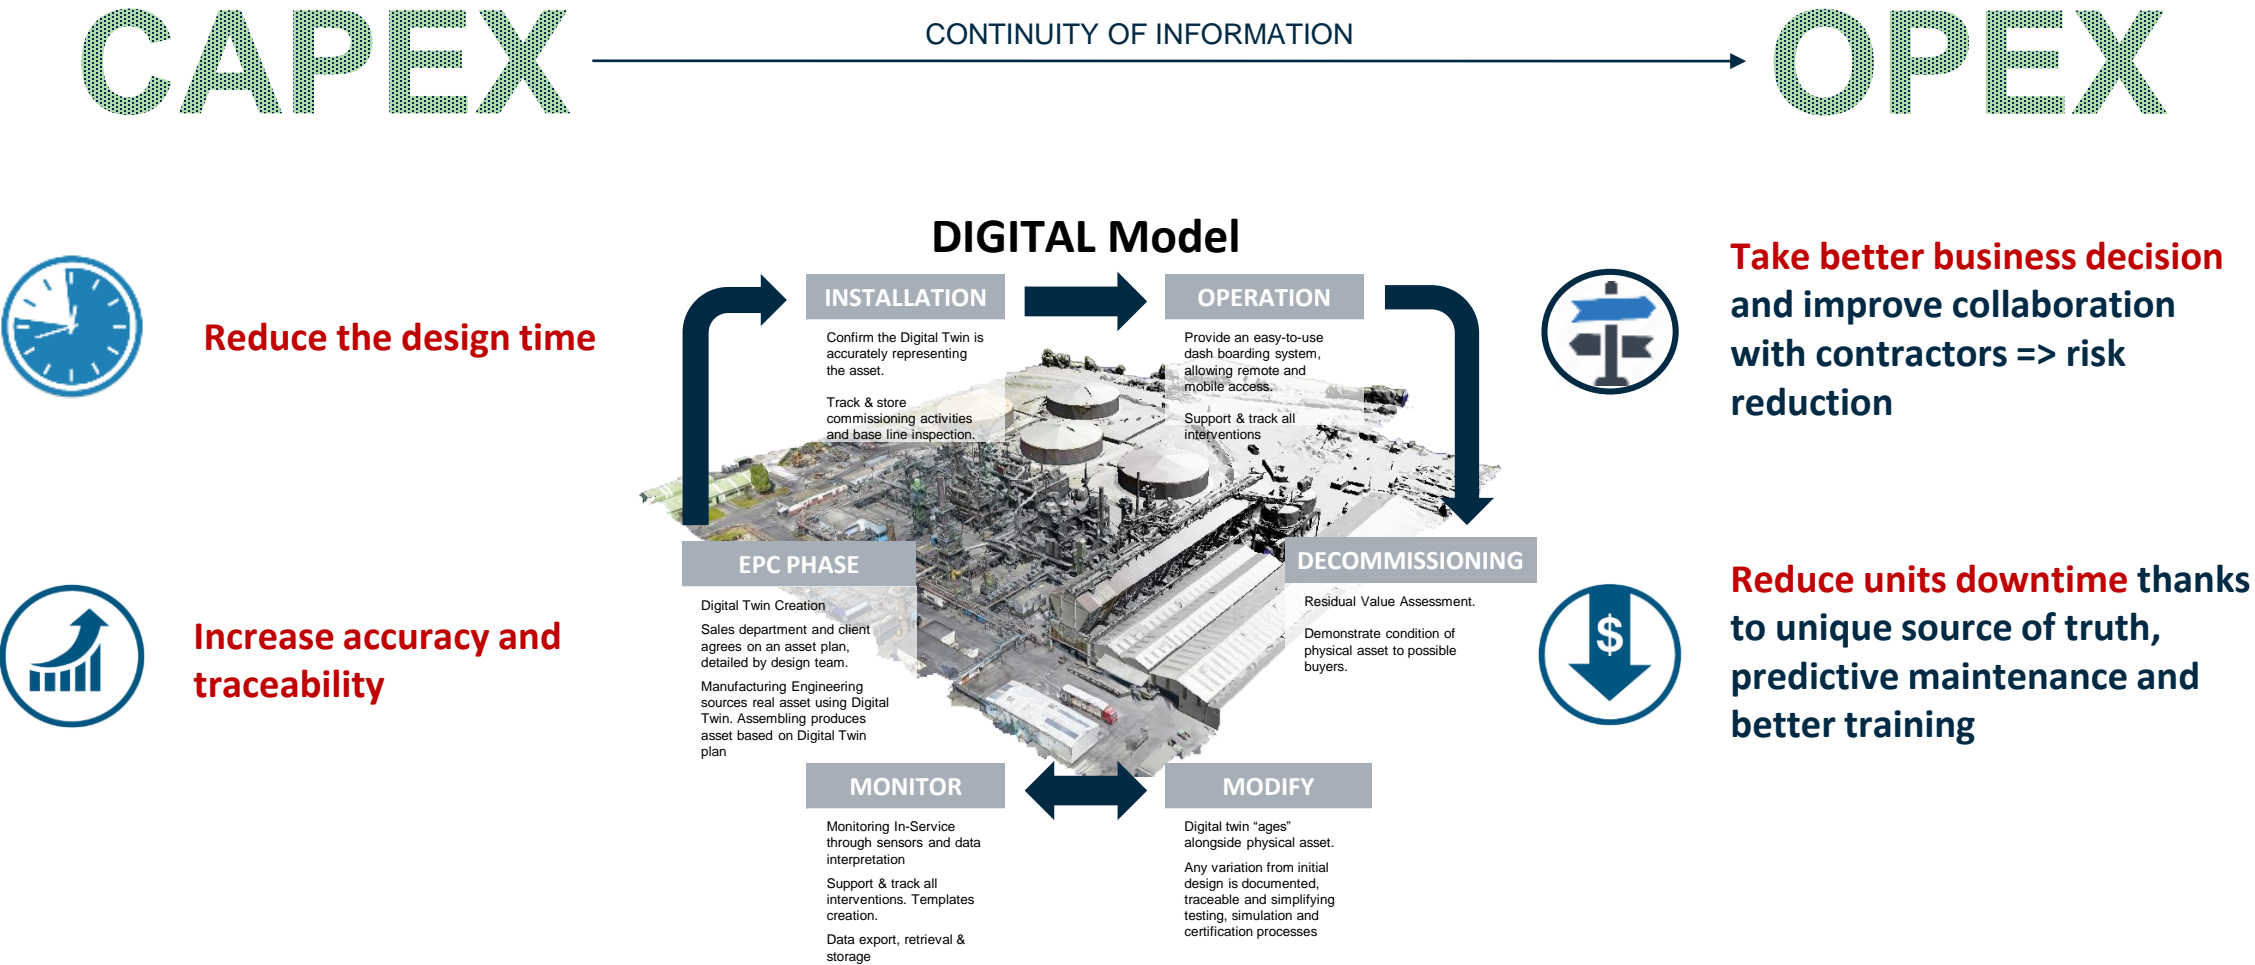 CAPEX
CONTINUITY OF INFORMATION
OPEX
DIGITAL Model
Reduce the design time
Increase accuracy and
traceability
INSTALLATION
Confirm the Digital Twin is
accurately representing
the asset.
Track & store
commissioning activities
and base line inspection.
OPERATION
Provide an easy-to-use
dash boarding system,
allowing remote and
mobile access.
Support & track all
interventions
EPC PHASE
Digital Twin Creation
Sales department and client
agrees on an asset plan,
detailed by design team.
Manufacturing Engineering
sources real asset using Digital
Twin. Assembling produces
asset based on Digital Twin
plan
DECOMMISSIONING
Residual Value Assessment.
Demonstrate condition of
physical asset to possible
buyers.
MONITOR
Monitoring In-Service
through sensors and data
interpretation
Support & track all
interventions. Templates
creation.
Data export, retrieval &
storage
MODIFY
Digital twin “ages”
alongside physical asset.
Any variation from initial
design is documented,
traceable and simplifying
testing, simulation and
certification processes
Take better business decision
and improve collaboration
with contractors => risk
reduction
$
Reduce units downtime thanks
to unique source of truth,
predictive maintenance and
better training